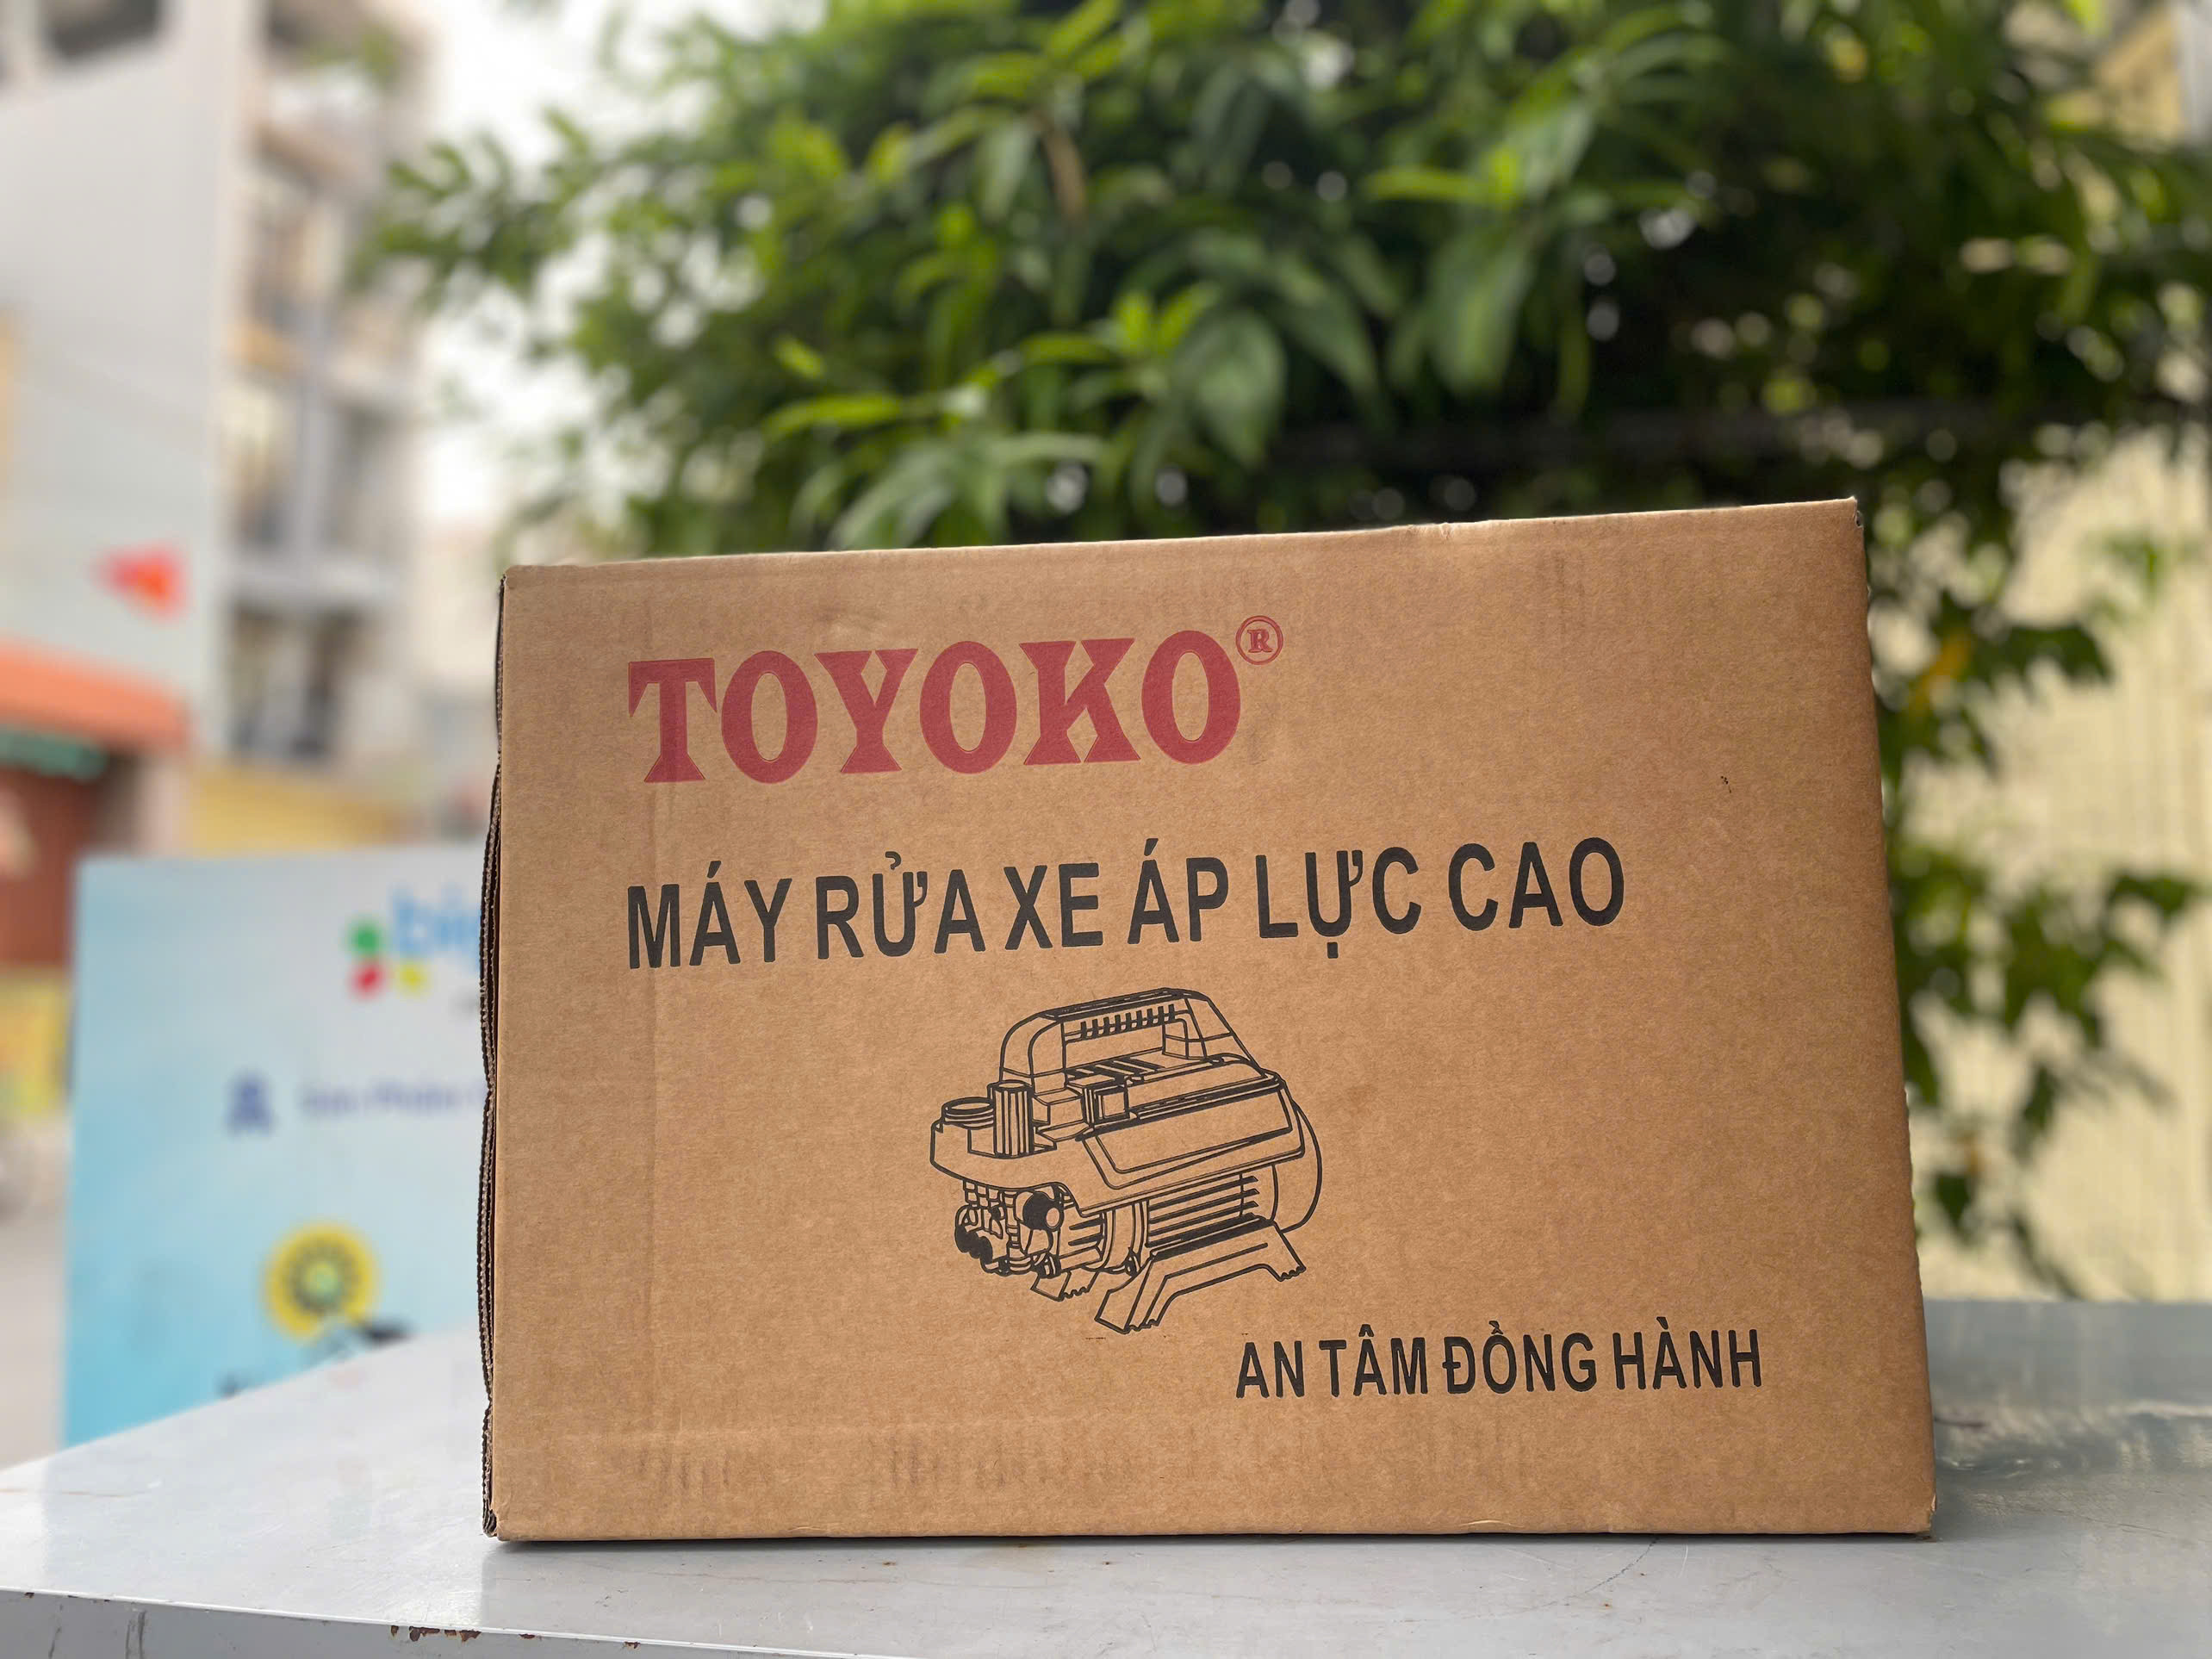 TOYOKO®
MÁY RỬA XE ÁP LỰC CAO
AN TÂM ĐỒNG HÀNH